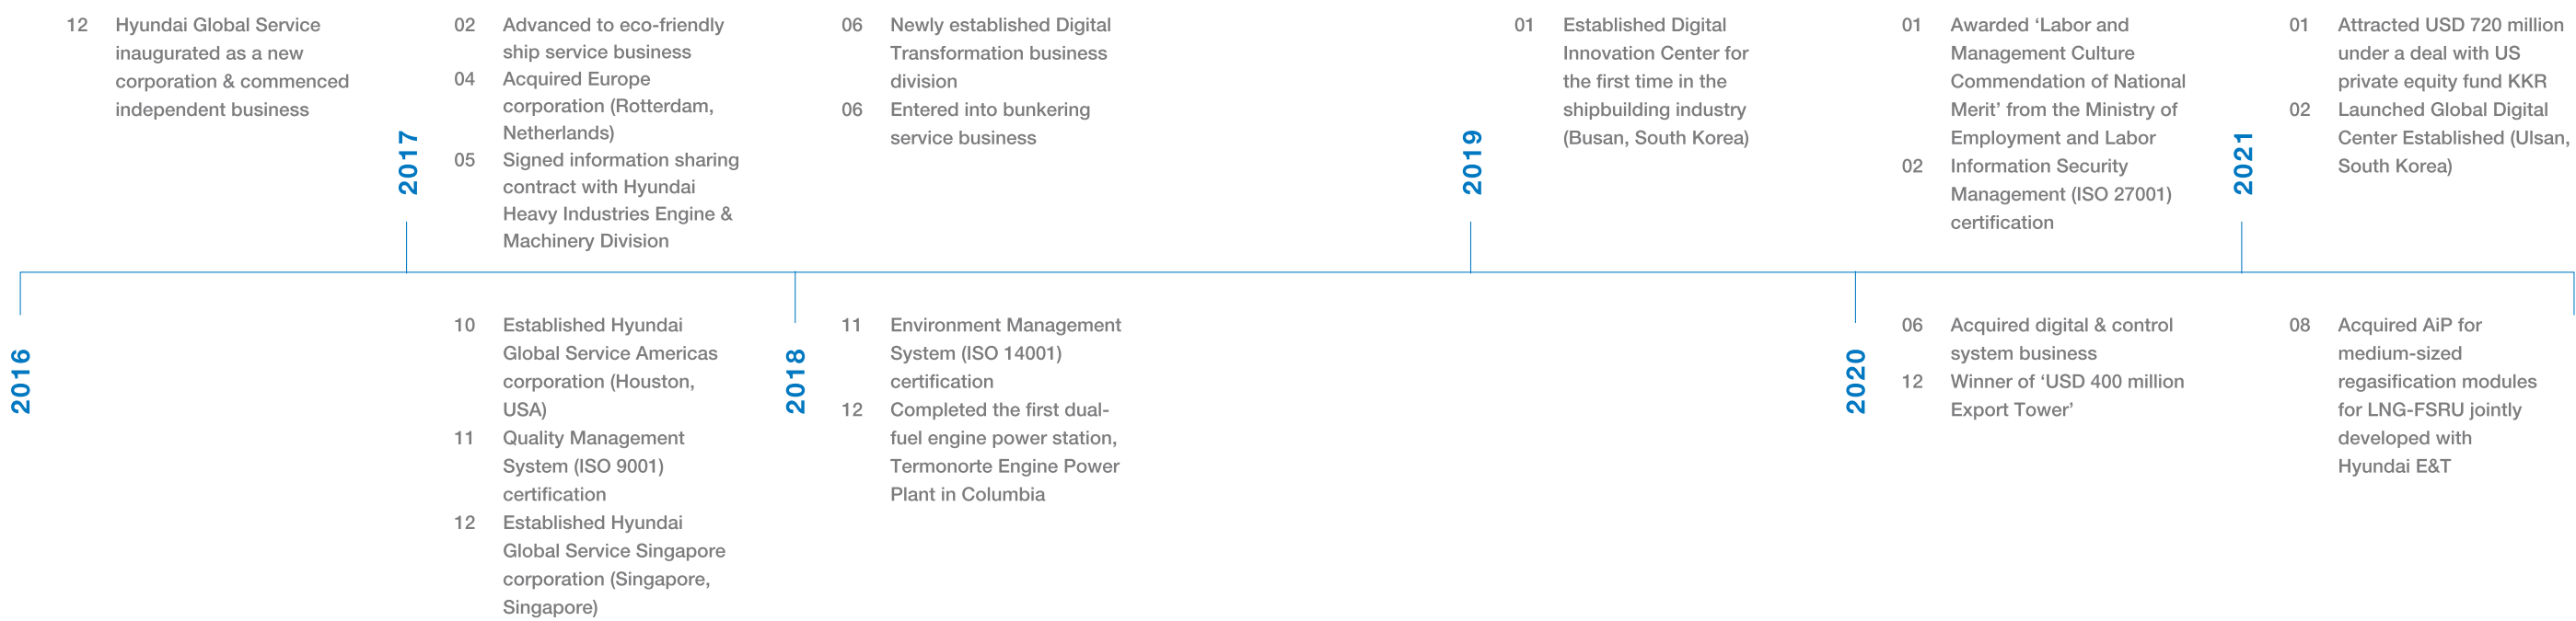 2016
12 Hyundai Global Service
inaugurated as a new
corporation & commenced
independent business
2017
02 Advanced to eco-friendly
ship service business
04 Acquired Europe
corporation (Rotterdam,
Netherlands)
05 Signed information sharing
contract with Hyundai
Heavy Industries Engine &
Machinery Division
10 Established Hyundai
Global Service Americas
corporation (Houston,
USA)
11 Quality Management
System (ISO 9001)
certification
12 Established Hyundai
Global Service Singapore
corporation (Singapore,
Singapore)
2018
06 Newly established Digital
Transformation business
division
06 Entered into bunkering
service business
11 Environment Management
System (ISO 14001)
certification
12 Completed the first dual-
fuel engine power station,
Termonorte Engine Power
Plant in Columbia
2019
01 Established Digital
Innovation Center for
the first time in the
shipbuilding industry
(Busan, South Korea)
2020
01 Awarded ‘Labor and
Management Culture
Commendation of National
Merit’ from the Ministry of
Employment and Labor
02 Information Security
Management (ISO 27001)
certification
06 Acquired digital & control
system business
12 Winner of ‘USD 400 million
Export Tower’
2021
01 Attracted USD 720 million
under a deal with US
private equity fund KKR
02 Launched Global Digital
Center Established (Ulsan,
South Korea)
08 Acquired AiP for
medium-sized
regasification modules
for LNG-FSRU jointly
developed with
Hyundai E&T